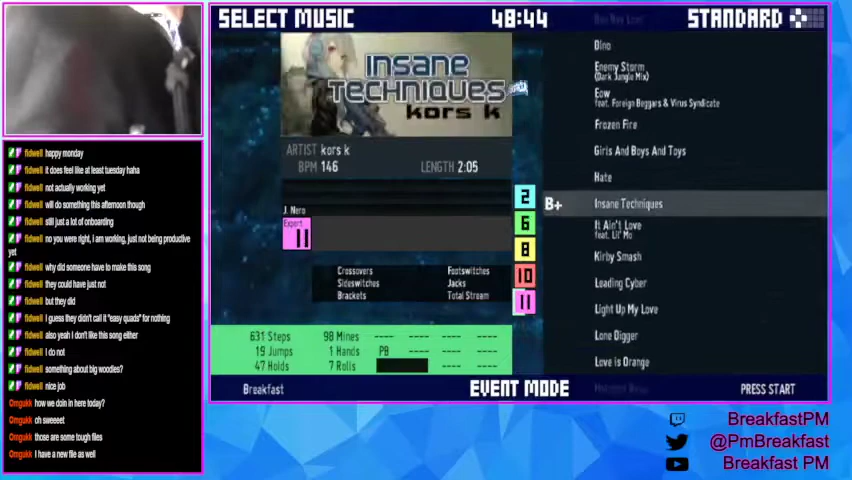 SELECT MUSIC
48:44
STANDARD
INSANE
TECHNIQUES
kors k
ARTIST kors k
BPM 146
LENGTH 2:05
J. Nero
Expert
11
Crossovers
Footswitches
Sideswitches
Jacks
Brackets
Total Stream
631 Steps
98 Mines
19 Jumps
1 Hands
PB
47 Holds
7 Rolls
2
6
8
10
11
Dino
Enemy Storm
(Dark Jungle Mix)
Eow
feat. Foreign Beggars & Virus Syndicate
Frozen Fire
Girls And Boys And Toys
Hate
B+
Insane Techniques
It Ain't Love
feat. Lil' Mo
Kirby Smash
Leading Cyber
Light Up My Love
Lone Digger
Love is Orange
Breakfast
EVENT MODE
PRESS START
fidwell happy monday
fidwell it does feel like at least tuesday haha
fidwell not actually working yet
fidwell will do something this afternoon though
fidwell still just a lot of onboarding
fidwell no you were right, I am working, just not being productive
yet
fidwell why did someone have to make this song
fidwell they could have just not
fidwell but they did
fidwell I guess they didn't call it "easy quads" for nothing
fidwell also yeah I don't like this song either
fidwell I do not
fidwell something about big woodies?
fidwell nice job
Omgukk how we doin in here today?
Omgukk oh sweeeet
Omgukk those are some tough files
Omgukk I have a new file as well
BreakfastPM
@PmBreakfast
Breakfast PM